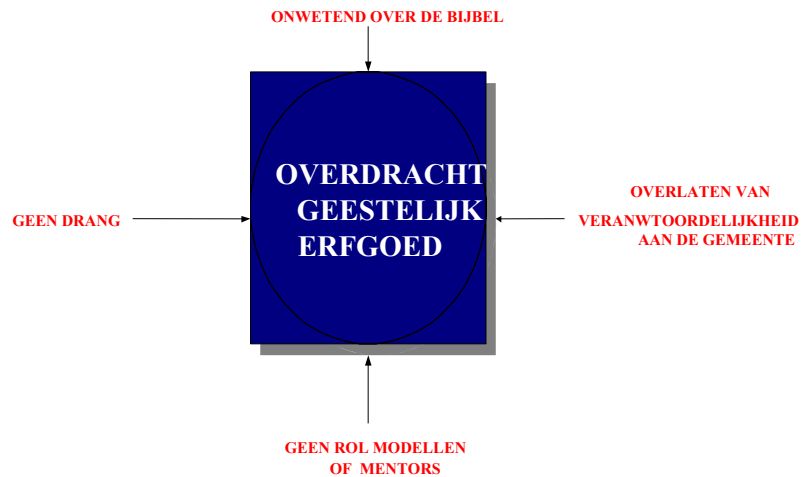 ONWETEND OVER DE BIJBEL
OVERDRACHT
GEESTELIJK
ERFGOED
GEEN DRANG
OVERLATEN VAN
VERANWTOORDELIJKHEID
AAN DE GEMEENTE
GEEN ROL MODELLEN
OF MENTORS